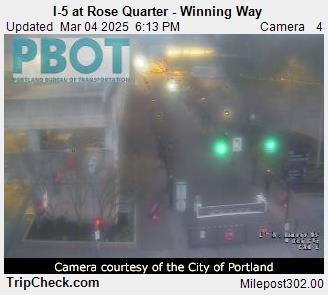 I-5 at Rose Quarter - Winning Way
Updated Mar 04 2025 6:13 PM Camera 4
PBOT
PORTLAND BUREAU OF TRANSPORTATION
Camera courtesy of the City of Portland
TripCheck.com Milepost302.00